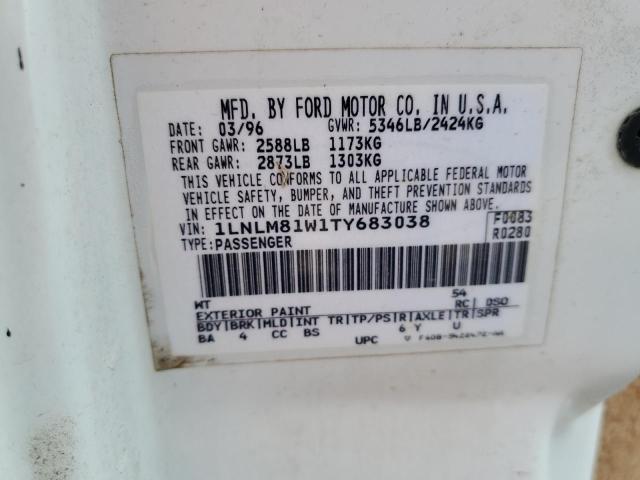 MFD. BY FORD MOTOR CO. IN U.S.A.
DATE: 03/96 GVWR: 5346LB/2424KG
FRONT GAWR: 2588LB 1173KG
REAR GAWR: 2873LB 1303KG
THIS VEHICLE CONFORMS TO ALL APPLICABLE FEDERAL MOTOR
VEHICLE SAFETY, BUMPER, AND THEFT PREVENTION STANDARDS
IN EFFECT ON THE DATE OF MANUFACTURE SHOWN ABOVE.
VIN: 1LNLM81W1TY683038 F0083
TYPE: PASSENGER R0280
WT 54
EXTERIOR PAINT RC| DSO
BDY|BRK|MLD|INT TR|TP/PS|R|AXLE|TR|SPR
BA 4 CC BS 6 Y U
UPC